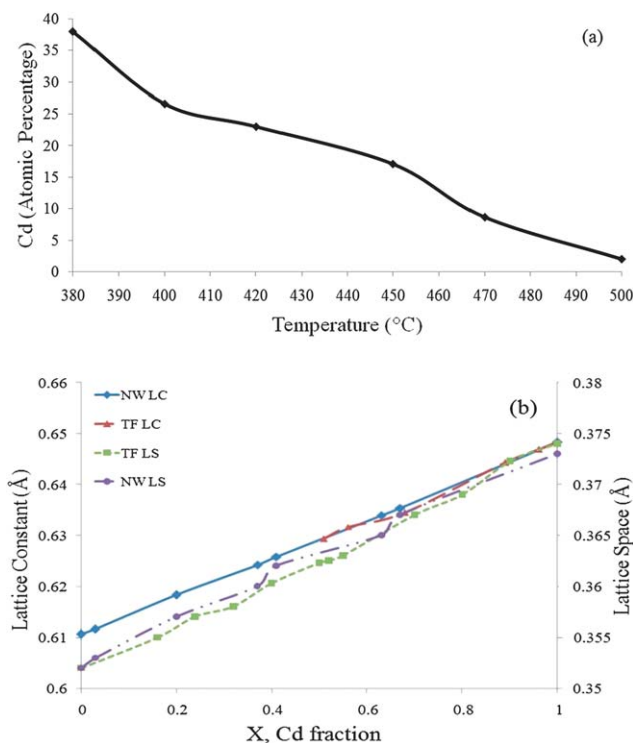 (a)
Cd (Atomic Percentage)
40
35
30
25
20
15
10
5
0
380 390 400 410 420 430 440 450 460 470 480 490 500
Temperature (°C)
(b)
NW LC
TF LC
TF LS
NW LS
Lattice Constant (Å)
0.66
0.65
0.64
0.63
0.62
0.61
0.6
Lattice Space (Å)
0.38
0.375
0.37
0.365
0.36
0.355
0.35
0 0.2 0.4 0.6 0.8 1
X, Cd fraction